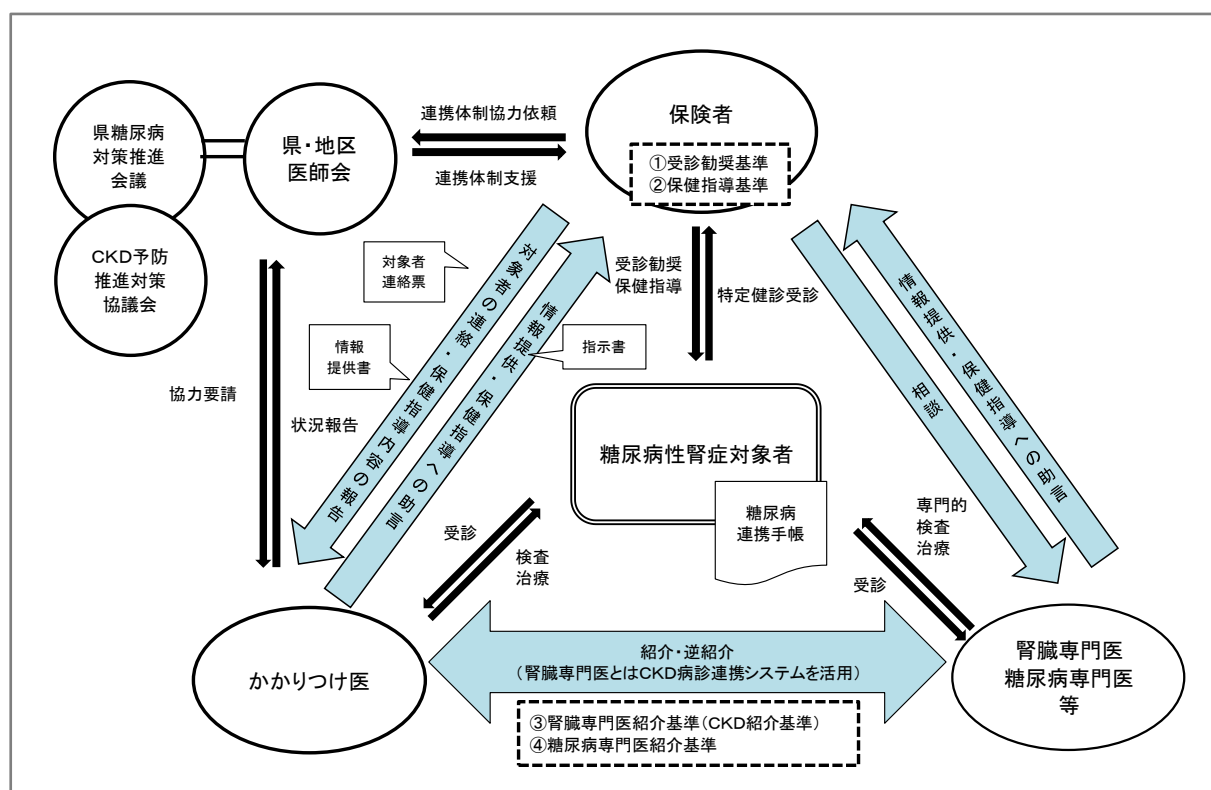 県糖尿病
対策推進
会議
県・地区
医師会
CKD予防
推進対策
協議会
連携体制協力依頼
連携体制支援
保険者
①受診勧奨基準
②保健指導基準
対象者
連絡票
情報
提供書
対象者の連絡・保健指導内容の報告
情報提供・保健指導への助言
指示書
受診勧奨
保健指導
特定健診受診
相談
情報提供・保健指導への助言
協力要請
状況報告
糖尿病性腎症対象者
糖尿病
連携手帳
受診
検査
治療
専門的
検査
治療
受診
かかりつけ医
紹介・逆紹介
(腎臓専門医とはCKD病診連携システムを活用)
③腎臓専門医紹介基準(CKD紹介基準)
④糖尿病専門医紹介基準
腎臓専門医
糖尿病専門医
等